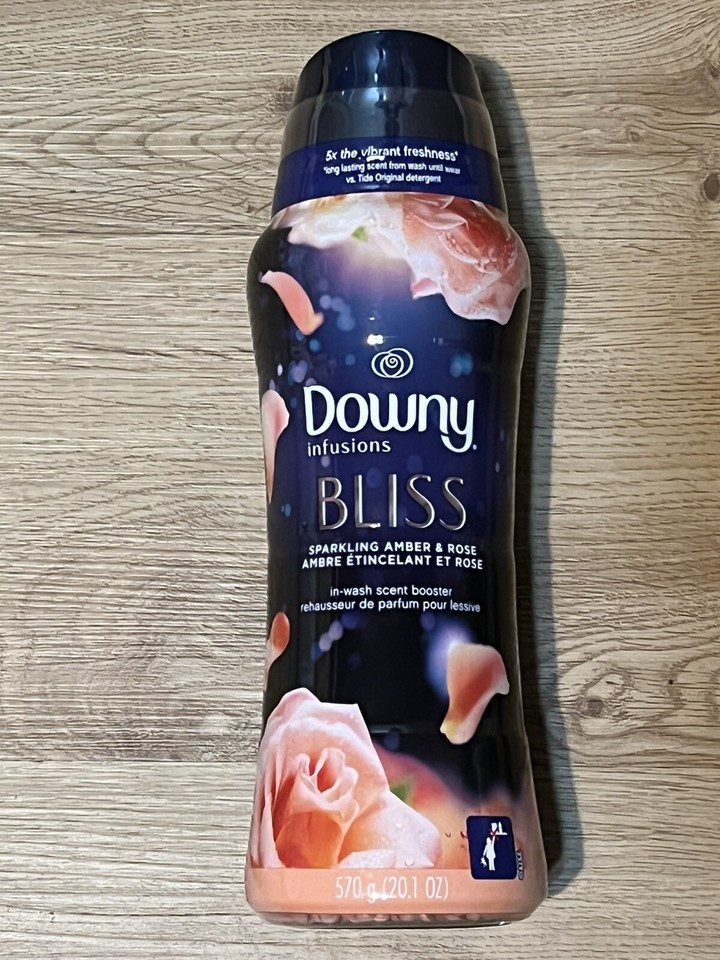 5x the vibrant freshness*
*long lasting scent from wash until wear
vs. Tide Original detergent
Downy
infusions
BLISS
SPARKLING AMBER & ROSE
AMBRE ÉTINCELANT ET ROSE
in-wash scent booster
rehausseur de parfum pour lessive
570 g (20.1 OZ)